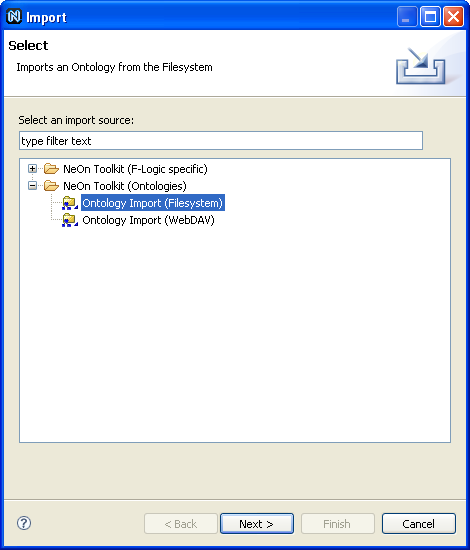 Import
Select
Imports an Ontology from the Filesystem
Select an import source:
type filter text
NeOn Toolkit (F-Logic specific)
NeOn Toolkit (Ontologies)
Ontology Import (Filesystem)
Ontology Import (WebDAV)
? < Back Next > Finish Cancel